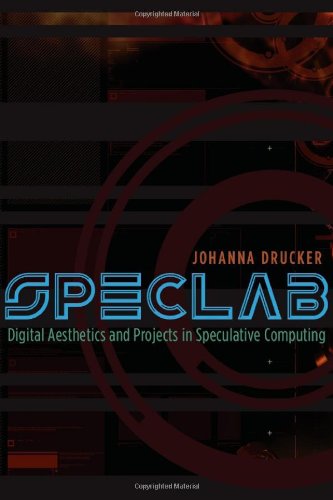 Copyrighted Material
JOHANNA DRUCKER
SPECLAB
Digital Aesthetics and Projects in Speculative Computing
Copyrighted Material